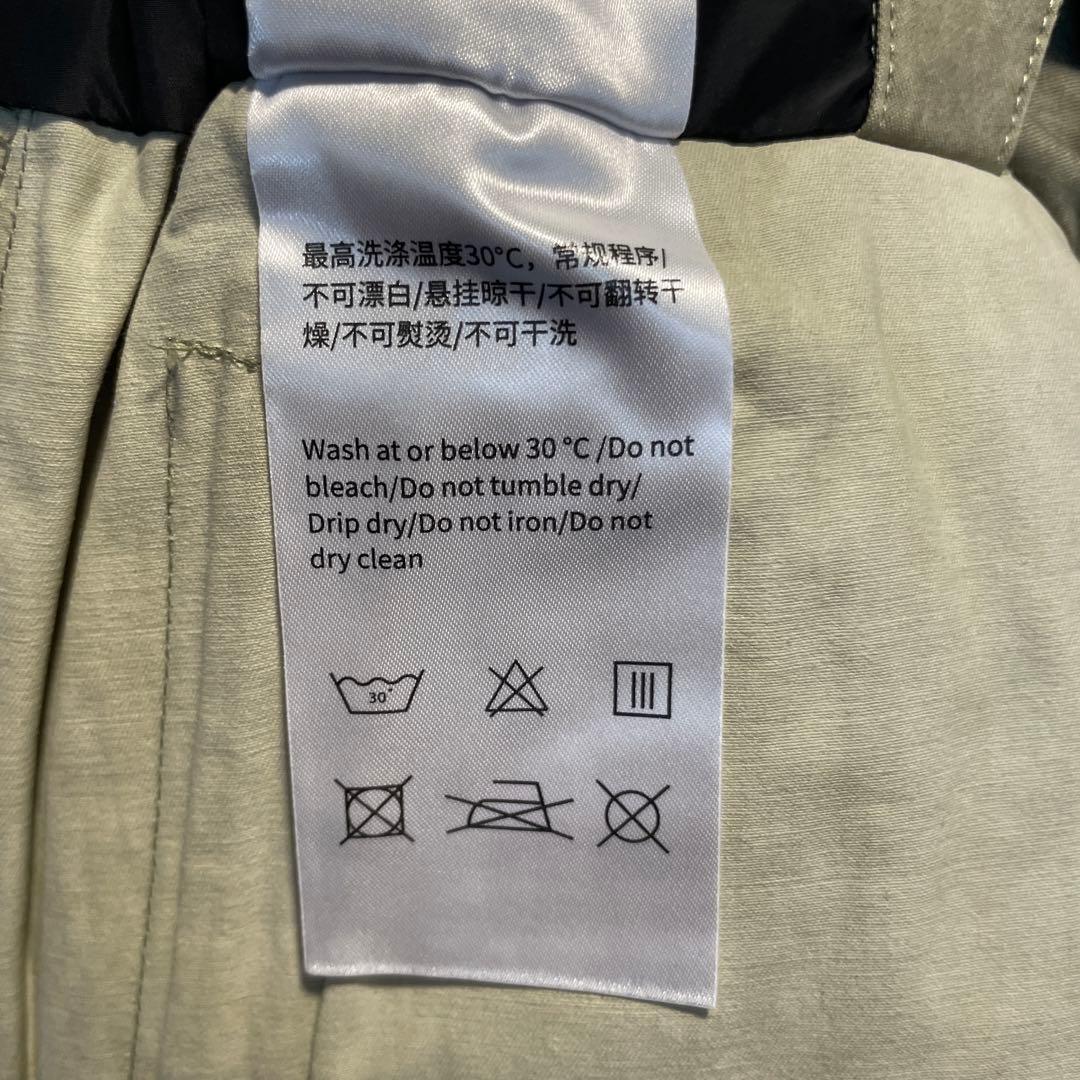 最高洗涤温度30°C，常规程序/
不可漂白/悬挂晾干/不可翻转干
燥/不可熨烫/不可干洗
Wash at or below 30 °C /Do not
bleach/Do not tumble dry/
Drip dry/Do not iron/Do not
dry clean
30°